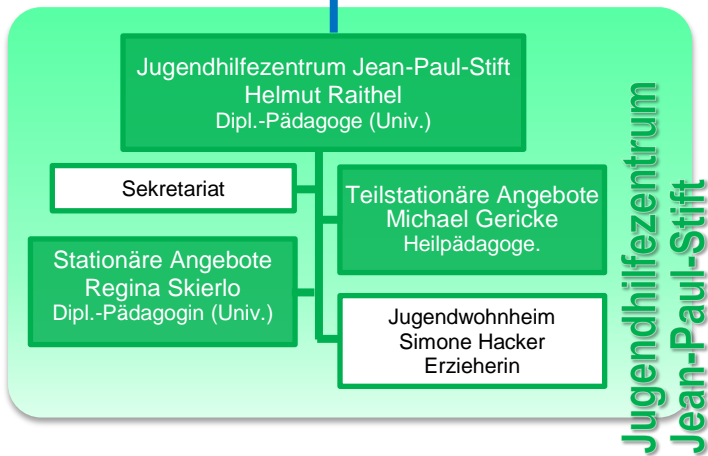 Jugendhilfezentrum Jean-Paul-Stift
Helmut Raithel
Dipl.-Pädagoge (Univ.)
Sekretariat
Teilstationäre Angebote
Michael Gericke
Heilpädagoge.
Stationäre Angebote
Regina Skierlo
Dipl.-Pädagogin (Univ.)
Jugendwohnheim
Simone Hacker
Erzieherin
Jugendhilfezentrum
Jean-Paul-Stift